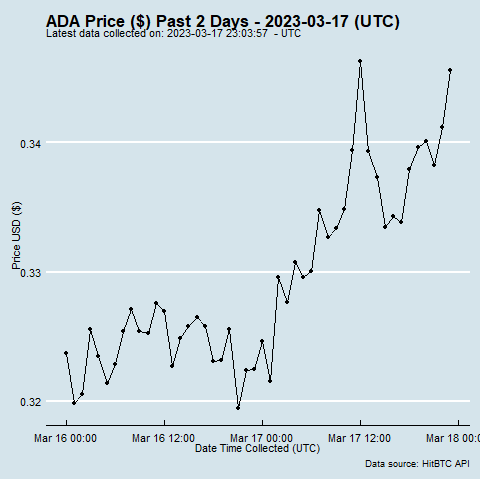 ADA Price ($) Past 2 Days - 2023-03-17 (UTC)
Latest data collected on: 2023-03-17 23:03:57 - UTC
Price USD ($)
0.34
0.33
0.32
Mar 16 00:00 Mar 16 12:00 Mar 17 00:00 Mar 17 12:00 Mar 18 00:0
Date Time Collected (UTC)
Data source: HitBTC API